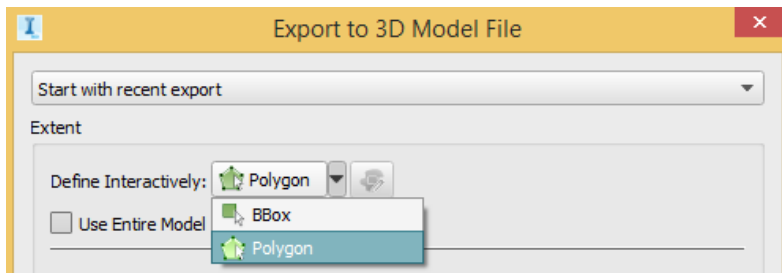 Export to 3D Model File
Start with recent export
Extent
Define Interactively: Polygon
BBox
Use Entire Model
Polygon